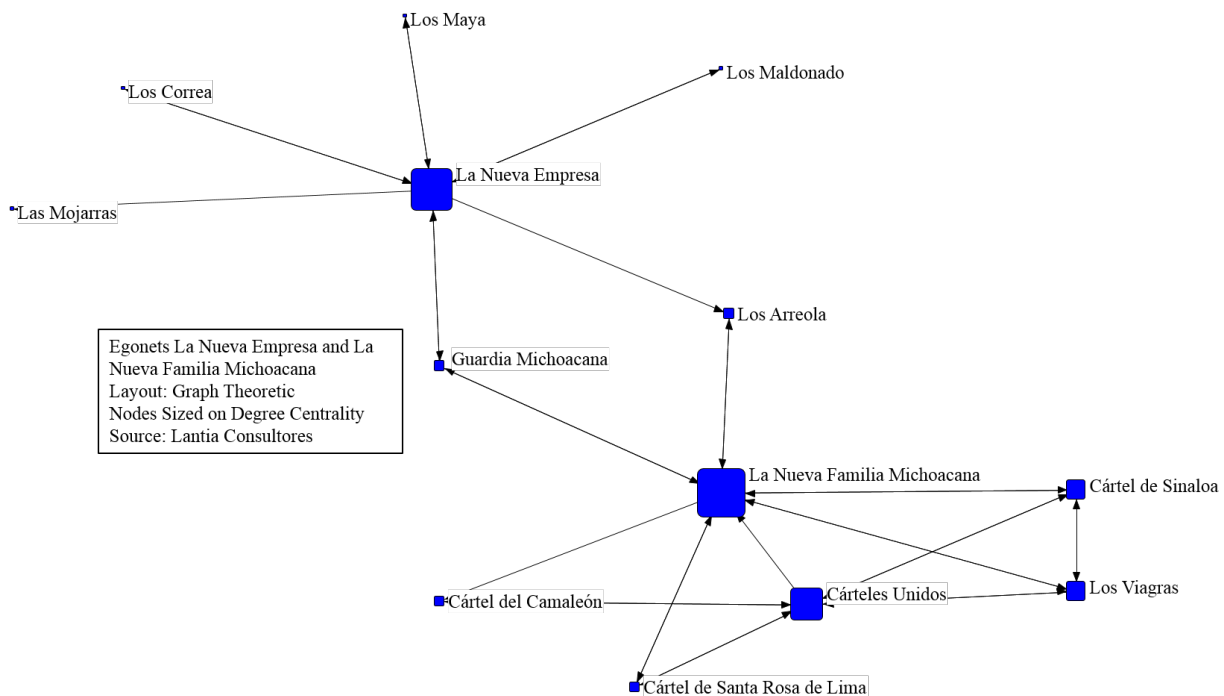 Los Maya
Los Maldonado
Los Correa
La Nueva Empresa
Las Mojarras
Los Arreola
Guardia Michoacana
Egonets La Nueva Empresa and La
Nueva Familia Michoacana
Layout: Graph Theoretic
Nodes Sized on Degree Centrality
Source: Lantia Consultores
La Nueva Familia Michoacana
Cártel de Sinaloa
Cártel del Camaleón
Cárteles Unidos
Los Viagras
Cártel de Santa Rosa de Lima